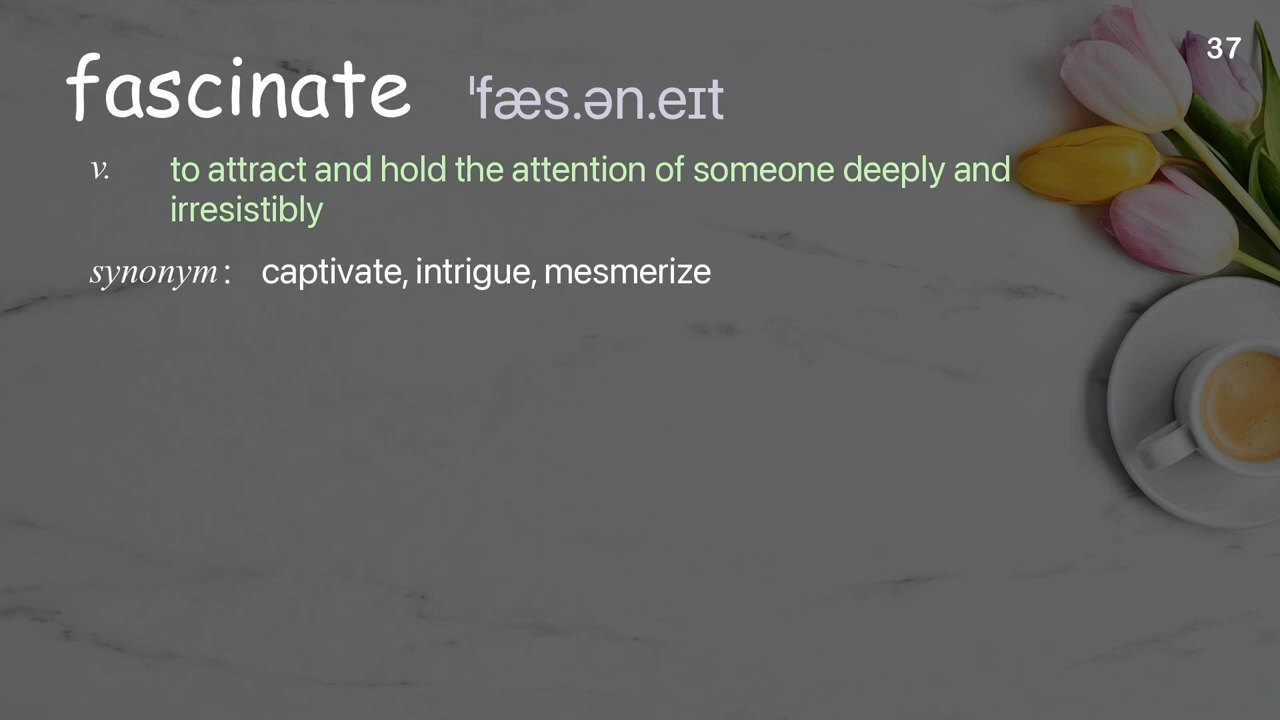 37
fascinate ˈfæs.ən.eɪt
v. to attract and hold the attention of someone deeply and
irresistibly
synonym : captivate, intrigue, mesmerize